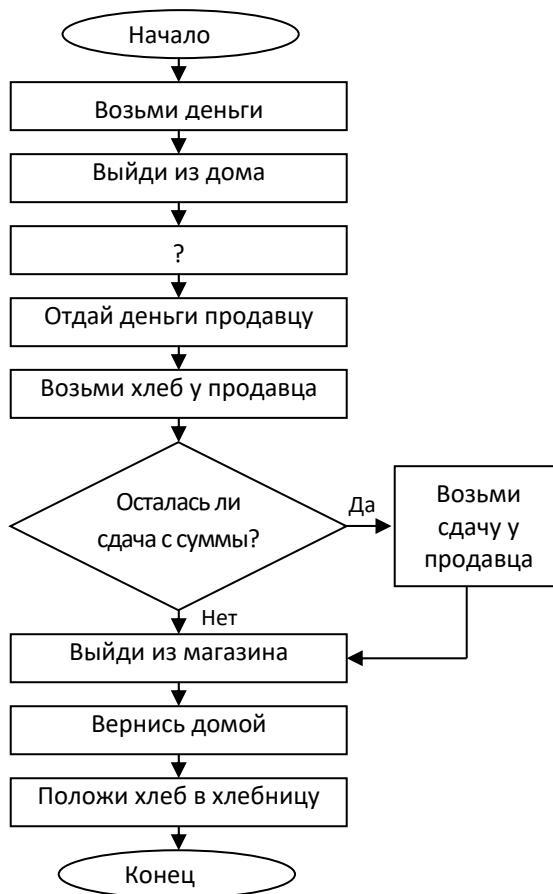 Начало
Возьми деньги
Выйди из дома
?
Отдай деньги продавцу
Возьми хлеб у продавца
Осталась ли
сдача с суммы?
Да
Возьми
сдачу у
продавца
Нет
Выйди из магазина
Вернись домой
Положи хлеб в хлебницу
Конец